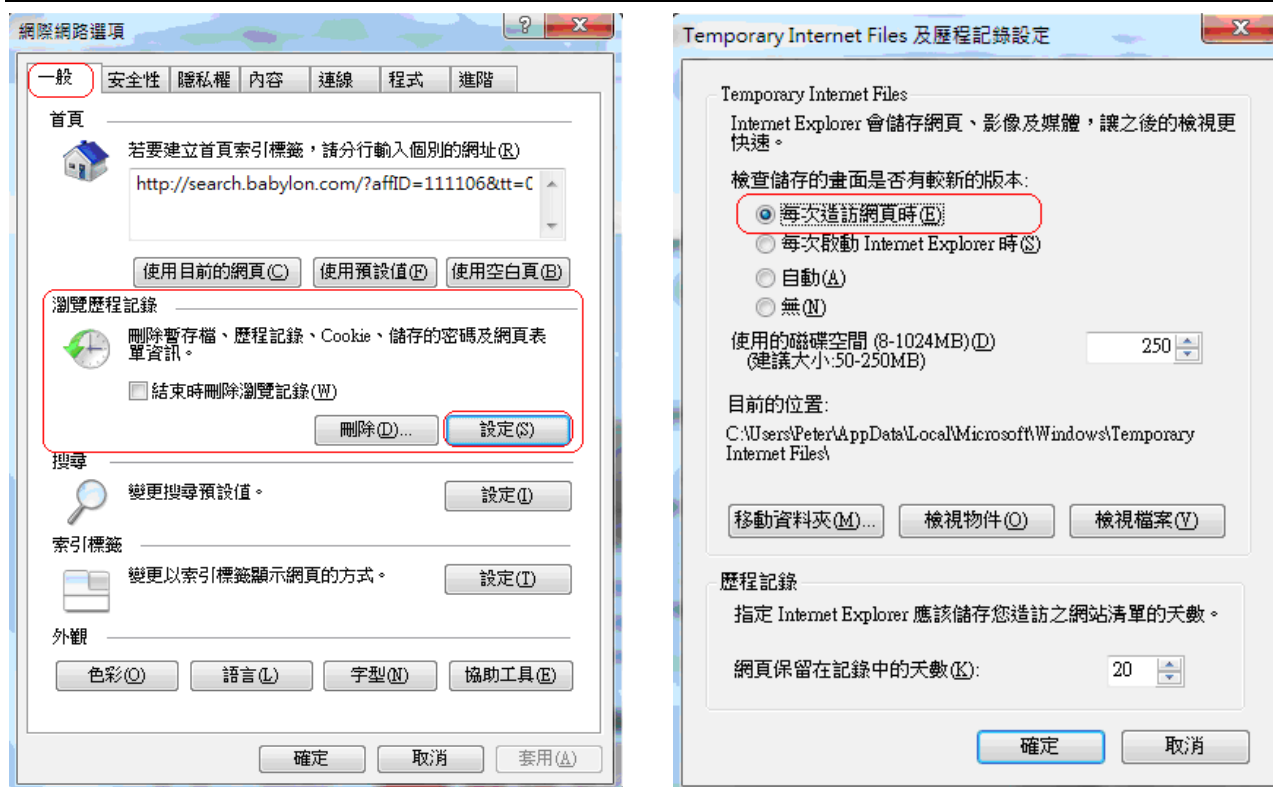 網際網路選項
一般
安全性
隱私權
內容
連線
程式
進階
首頁
若要建立首頁索引標籤，請分行輸入個別的網址(R)
http://search.babylon.com/?affID=111106&tt=0
使用目前的網頁(C)
使用預設值(F)
使用空白頁(B)
瀏覽歷程記錄
刪除暫存檔、歷程記錄、Cookie、儲存的密碼及網頁表
單資訊。
結束時刪除瀏覽記錄(W)
刪除(D)...
設定(S)
搜尋
變更搜尋預設值。
設定(I)
索引標籤
變更以索引標籤顯示網頁的方式。
設定(T)
外觀
色彩(O)
語言(L)
字型(N)
協助工具(E)
確定
取消
套用(A)
Temporary Internet Files 及歷程記錄設定
Temporary Internet Files
Internet Explorer 會儲存網頁、影像及媒體，讓之後的檢視更
快速。
檢查儲存的畫面是否有較新的版本:
每次造訪網頁時(E)
每次啟動 Internet Explorer 時(S)
自動(A)
無(N)
使用的磁碟空間 (8-1024MB)(D)
250
(建議大小:50-250MB)
目前的位置:
C:\Users\Peter\AppData\Local\Microsoft\Windows\Temporary
Internet Files\
移動資料夾(M)...
檢視物件(O)
檢視檔案(V)
歷程記錄
指定 Internet Explorer 應該儲存您造訪之網站清單的天數。
網頁保留在記錄中的天數(K):
20
確定
取消